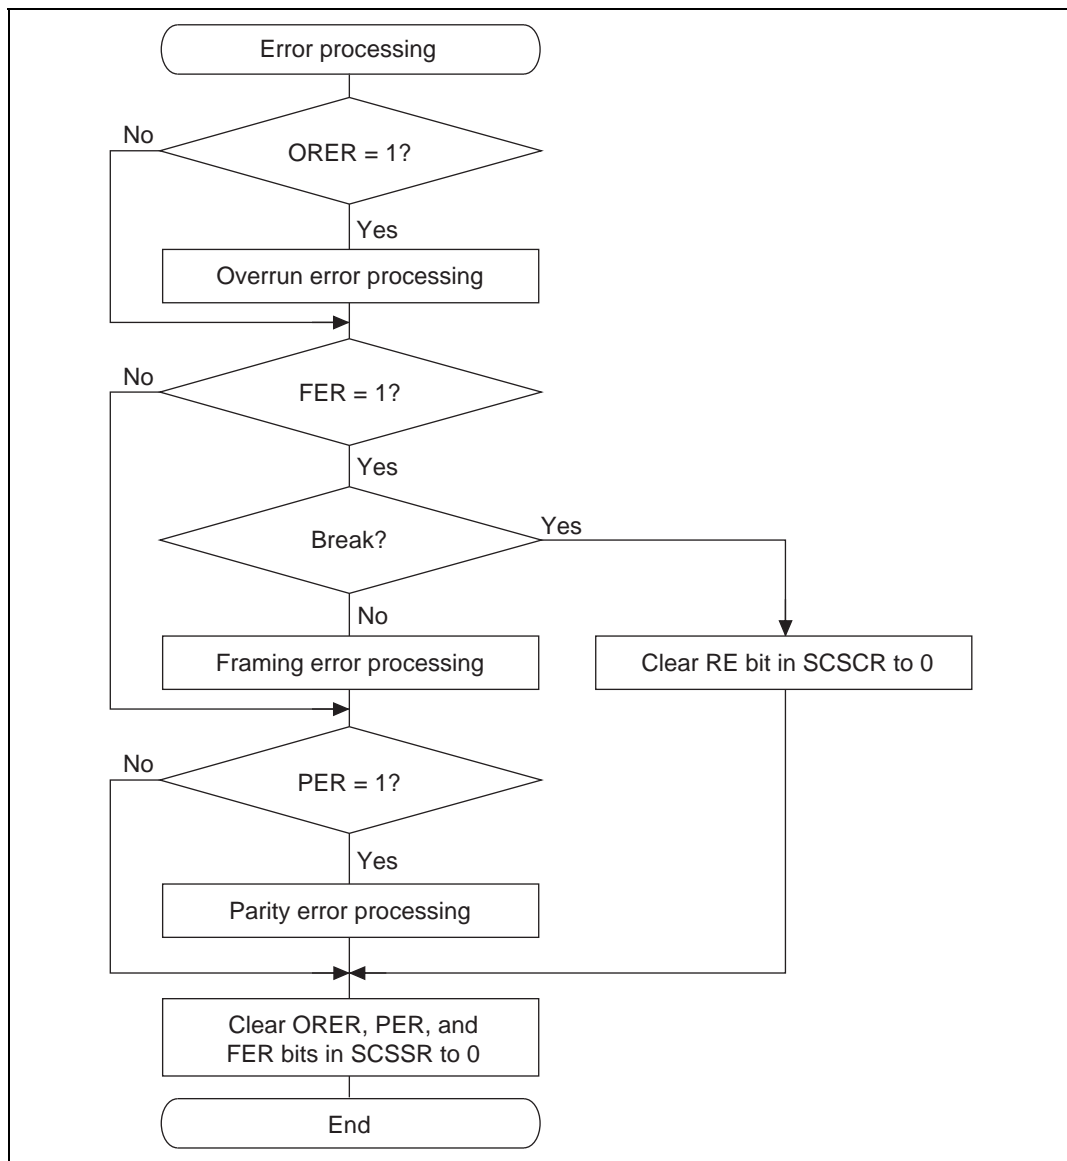 Error processing
No
ORER = 1?
Yes
Overrun error processing
No
FER = 1?
Yes
Break?
Yes
No
Framing error processing
Clear RE bit in SCSCR to 0
No
PER = 1?
Yes
Parity error processing
Clear ORER, PER, and
FER bits in SCSSR to 0
End